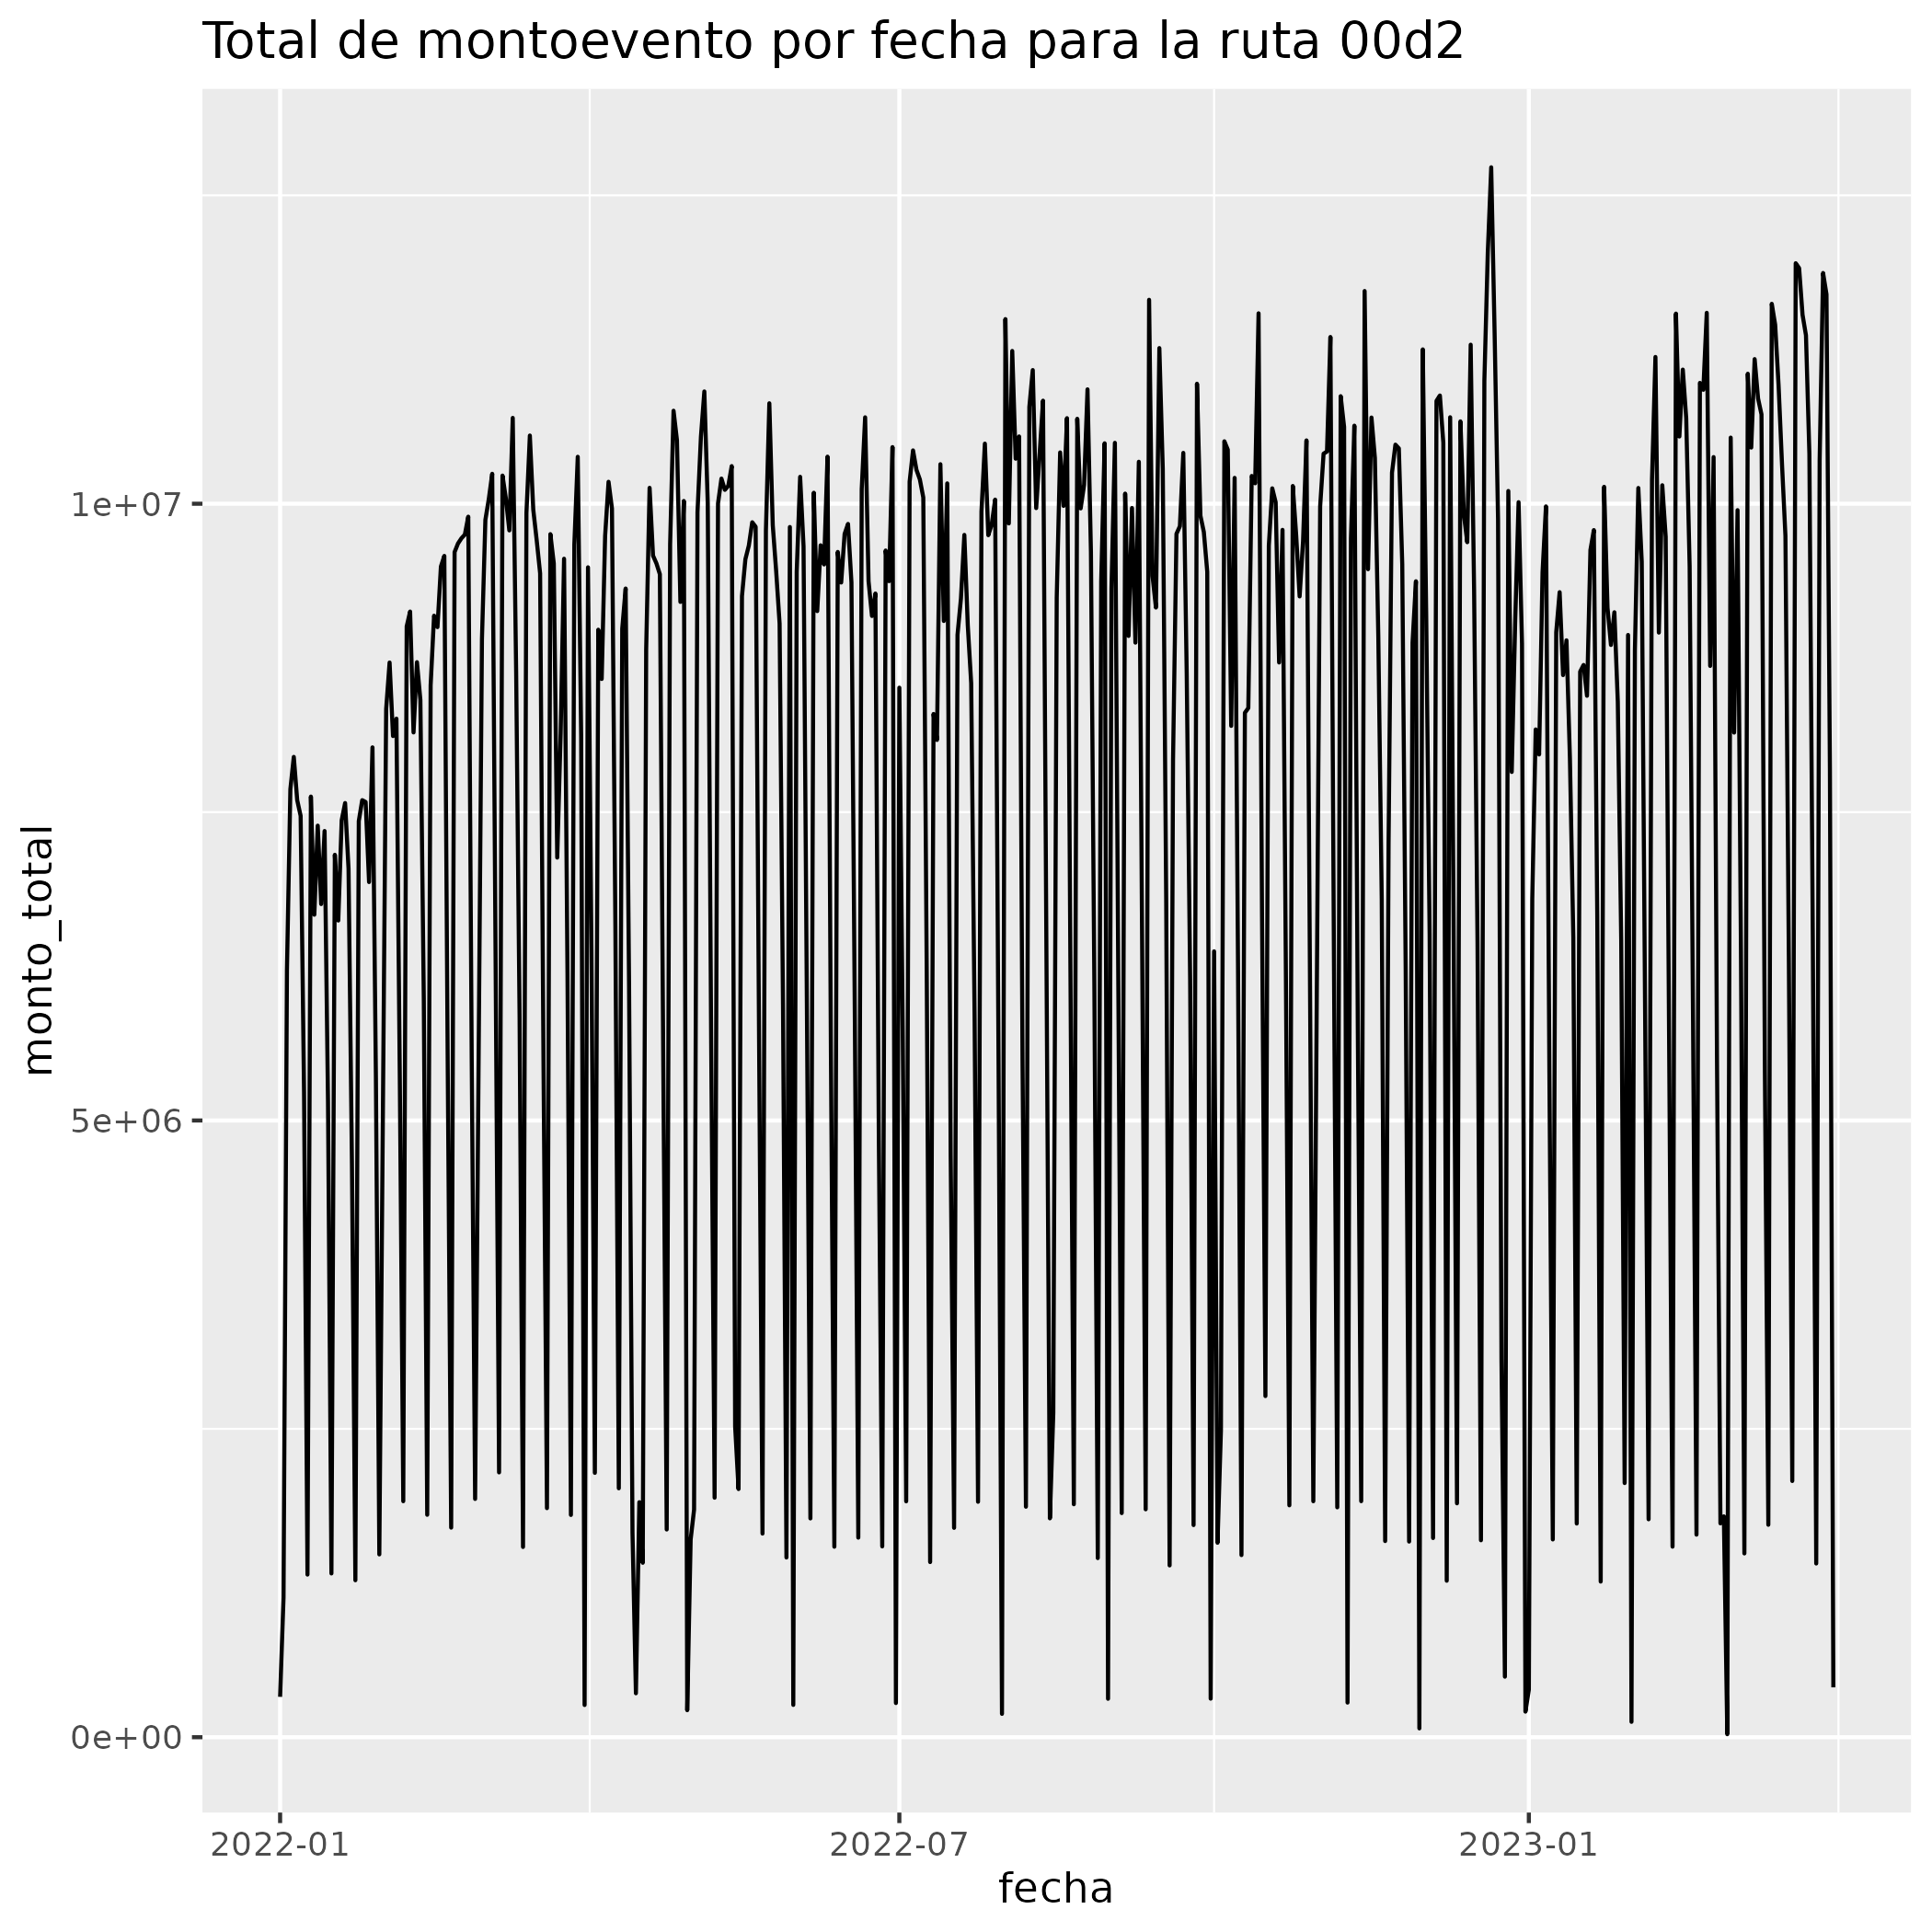 Total de montoevento por fecha para la ruta 00d2
monto_total
1e+07
5e+06
0e+00
2022-01
2022-07
2023-01
fecha